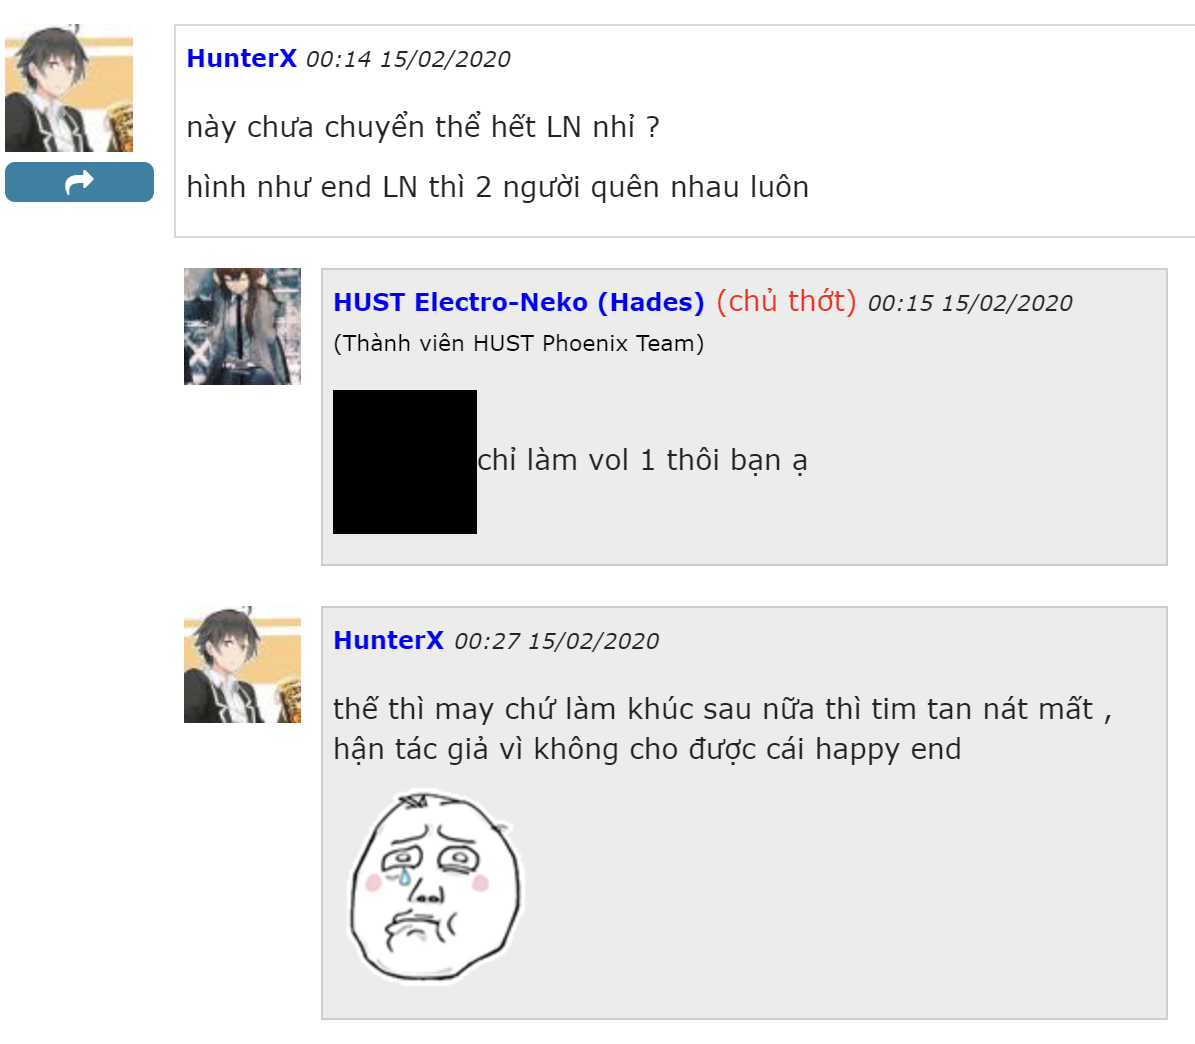 HunterX 00:14 15/02/2020
này chưa chuyển thể hết LN nhỉ ?
hình như end LN thì 2 người quên nhau luôn
HUST Electro-Neko (Hades) (chủ thớt) 00:15 15/02/2020
(Thành viên HUST Phoenix Team)
chỉ làm vol 1 thôi bạn ạ
HunterX 00:27 15/02/2020
thế thì may chứ làm khúc sau nữa thì tim tan nát mất ,
hận tác giả vì không cho được cái happy end